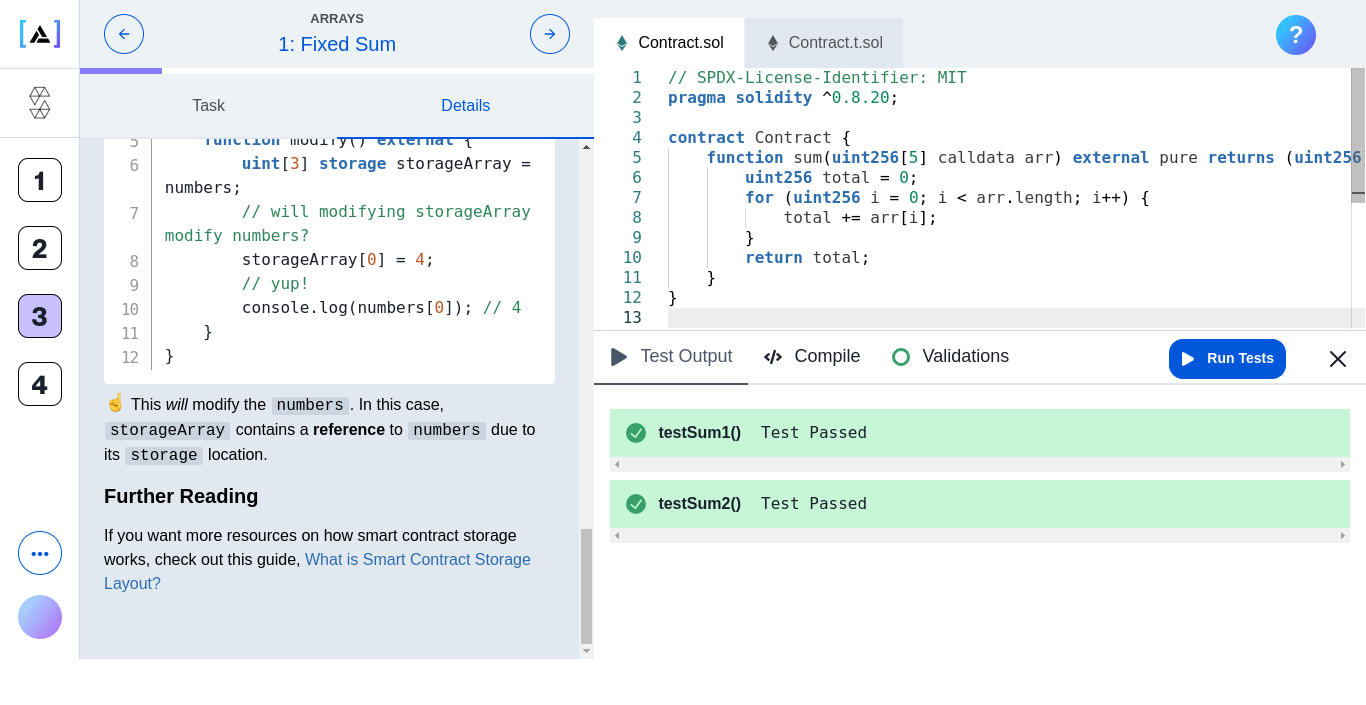 ARRAYS
1: Fixed Sum
Task
Details
1
2
3
4
5     function modify() external {
6         uint[3] storage storageArray =
numbers;
7         // will modifying storageArray
modify numbers?
8         storageArray[0] = 4;
9         // yup!
10         console.log(numbers[0]); // 4
11     }
12 }
☝ This will modify the numbers. In this case,
storageArray contains a reference to numbers due to
its storage location.
Further Reading
If you want more resources on how smart contract storage
works, check out this guide, What is Smart Contract Storage
Layout?
Contract.sol
Contract.t.sol
?
1 // SPDX-License-Identifier: MIT
2 pragma solidity ^0.8.20;
3
4 contract Contract {
5     function sum(uint256[5] calldata arr) external pure returns (uint256
6         uint256 total = 0;
7         for (uint256 i = 0; i < arr.length; i++) {
8             total += arr[i];
9         }
10         return total;
11     }
12 }
13
Test Output
Compile
Validations
Run Tests
testSum1() Test Passed
testSum2() Test Passed